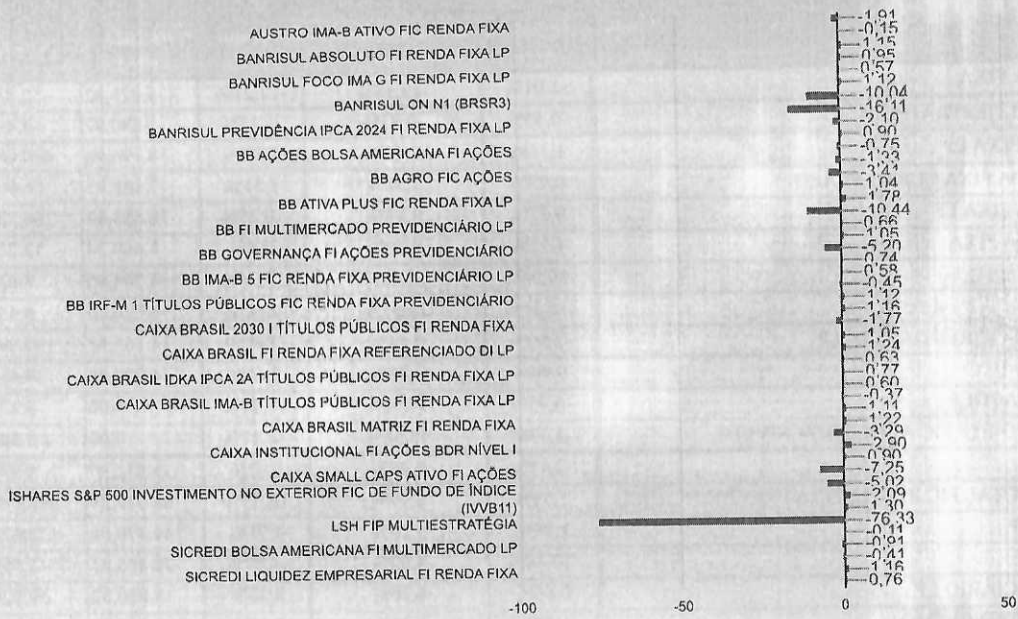 AUSTRO IMA-B ATIVO FIC RENDA FIXA
BANRISUL ABSOLUTO FI RENDA FIXA LP
BANRISUL FOCO IMA G FI RENDA FIXA LP
BANRISUL ON N1 (BRSR3)
BANRISUL PREVIDÊNCIA IPCA 2024 FI RENDA FIXA LP
BB AÇÕES BOLSA AMERICANA FI AÇÕES
BB AGRO FIC AÇÕES
BB ATIVA PLUS FIC RENDA FIXA LP
BB FI MULTIMERCADO PREVIDENCIÁRIO LP
BB GOVERNANÇA FI AÇÕES PREVIDENCIÁRIO
BB IMA-B 5 FIC RENDA FIXA PREVIDENCIÁRIO LP
BB IRF-M 1 TÍTULOS PÚBLICOS FIC RENDA FIXA PREVIDENCIÁRIO
CAIXA BRASIL 2030 I TÍTULOS PÚBLICOS FI RENDA FIXA
CAIXA BRASIL FI RENDA FIXA REFERENCIADO DI LP
CAIXA BRASIL IDKA IPCA 2A TÍTULOS PÚBLICOS FI RENDA FIXA LP
CAIXA BRASIL IMA-B TÍTULOS PÚBLICOS FI RENDA FIXA LP
CAIXA BRASIL MATRIZ FI RENDA FIXA
CAIXA INSTITUCIONAL FI AÇÕES BDR NÍVEL I
CAIXA SMALL CAPS ATIVO FI AÇÕES
ISHARES S&P 500 INVESTIMENTO NO EXTERIOR FIC DE FUNDO DE ÍNDICE
(IVVB11)
LSH FIP MULTIESTRATÉGIA
SICREDI BOLSA AMERICANA FI MULTIMERCADO LP
SICREDI LIQUIDEZ EMPRESARIAL FI RENDA FIXA
-1,91
-0,15
1,15
0,95
0,57
1,12
-10,04
-16,11
-2,10
0,90
-0,75
-1,33
-3,41
1,04
1,78
-10,44
0,66
1,05
-5,20
0,74
0,58
-0,45
1,12
1,16
-1,77
1,05
1,24
0,63
0,77
0,60
-0,37
1,11
1,22
-3,29
2,90
0,90
-7,25
-5,02
2,09
1,30
-76,33
0,11
-0,91
-0,41
1,16
0,76
-100 -50 0 50